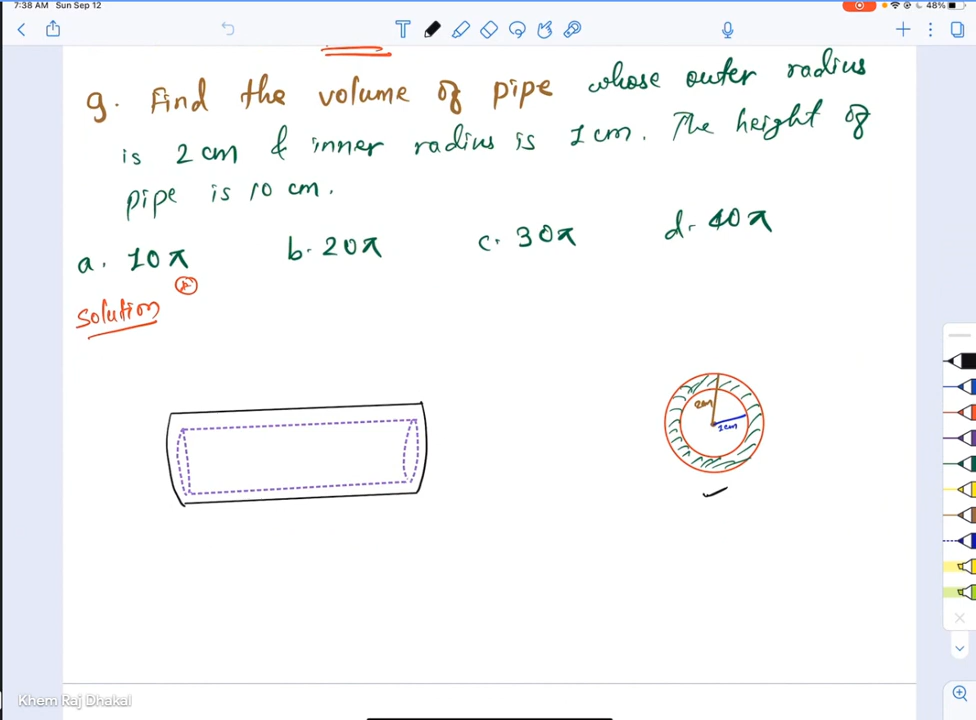 7:38 AM Sun Sep 12
48%
9. Find the volume of pipe whose outer radius
is 2 cm & inner radius is 1 cm. The height of
pipe is 10 cm.
a. 10π b. 20π c. 30π d. 40π
Solution
2cm
1cm
Khem Raj Dhakal